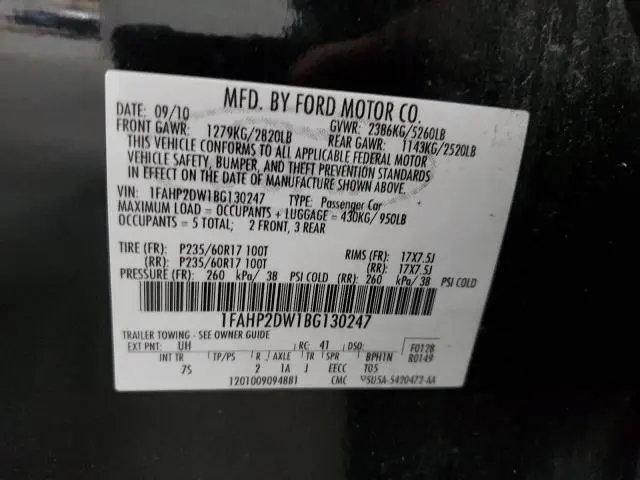 MFD. BY FORD MOTOR CO.
DATE: 09/10 GVWR: 2386KG/5260LB
FRONT GAWR: 1279KG/2820LB REAR GAWR: 1143KG/2520LB
THIS VEHICLE CONFORMS TO ALL APPLICABLE FEDERAL MOTOR
VEHICLE SAFETY, BUMPER, AND THEFT PREVENTION STANDARDS
IN EFFECT ON THE DATE OF MANUFACTURE SHOWN ABOVE.
VIN: 1FAHP2DW1BG130247 TYPE: Passenger Car
MAXIMUM LOAD = OCCUPANTS + LUGGAGE = 430KG/950LB
OCCUPANTS = 5 TOTAL; 2 FRONT, 3 REAR
TIRE (FR): P235/60R17 100T RIMS (FR): 17X7.5J
(RR): P235/60R17 100T (RR): 17X7.5J
PRESSURE (FR): 260 kPa/ 38 PSI COLD (RR): 260 kPa/ 38 PSI COLD
1FAHP2DW1BG130247
TRAILER TOWING - SEE OWNER GUIDE
EXT PNT: UH RC: 41 DSO: F0128
R0149
INT TR TP/PS R AXLE TR SPR BPH1N
7S 2 1A J EECC T05
1201009094881 CMC